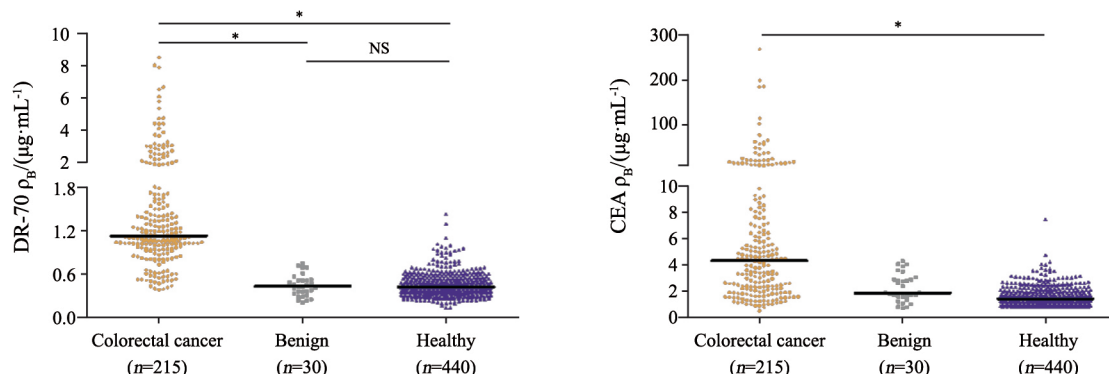 *
*
NS
10
8
6
4
2
1.8
1.2
0.6
0.0
DR-70 ρB/(μg·mL-1)
Colorectal cancer
(n=215)
Benign
(n=30)
Healthy
(n=440)
*
300
200
100
10
8
6
4
2
0
CEA ρB/(μg·mL-1)
Colorectal cancer
(n=215)
Benign
(n=30)
Healthy
(n=440)